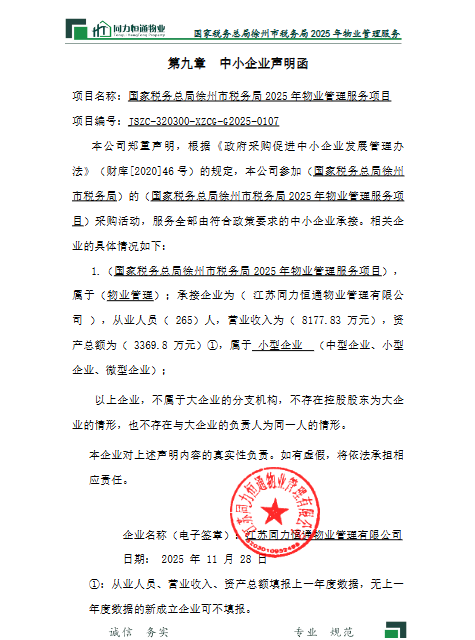 同力恒通物业
国家税务总局徐州市税务局 2025 年物业管理服务
第九章 中小企业声明函
项目名称：国家税务总局徐州市税务局 2025 年物业管理服务项目
项目编号：JSZC-320300-XZCG-G2025-0107
本公司郑重声明，根据《政府采购促进中小企业发展管理办
法》（财库[2020]46 号）的规定，本公司参加（国家税务总局徐州
市税务局）的（国家税务总局徐州市税务局 2025 年物业管理服务项
目）采购活动，服务全部由符合政策要求的中小企业承接。相关企
业的具体情况如下：
1.（国家税务总局徐州市税务局 2025 年物业管理服务项目），
属于（物业管理）；承接企业为（ 江苏同力恒通物业管理有限公
司 ），从业人员（ 265）人，营业收入为（ 8177.83 万元），资
产总额为（ 3369.8 万元）①，属于 小型企业 （中型企业、小型
企业、微型企业）；
以上企业，不属于大企业的分支机构，不存在控股股东为大企
业的情形，也不存在与大企业的负责人为同一人的情形。
本企业对上述声明内容的真实性负责。如有虚假，将依法承担相
应责任。
江苏同力恒通物业管理有限公司
企业名称（电子签章）：江苏同力恒通物业管理有限公司
日期： 2025 年 11 月 28 日
①：从业人员、营业收入、资产总额填报上一年度数据，无上一
年度数据的新成立企业可不填报。
诚信 务实
专业 规范